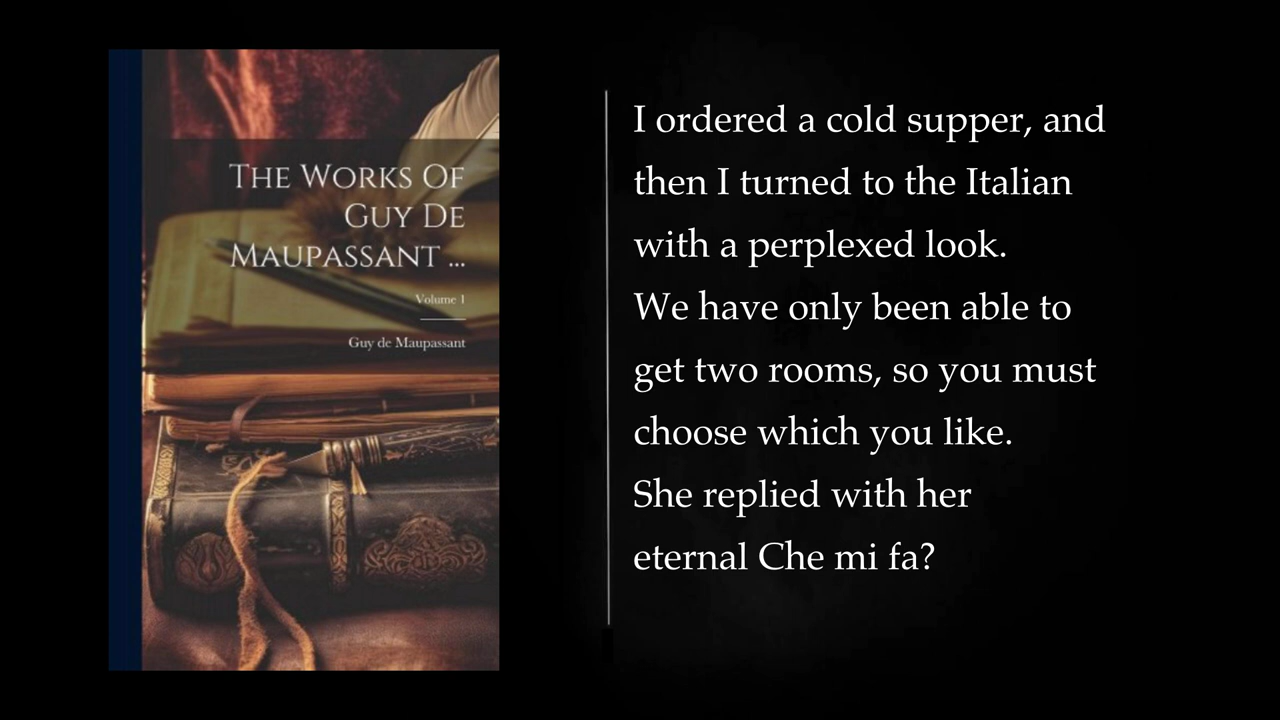 THE WORKS OF
GUY DE
MAUPASSANT ...
Volume 1
Guy de Maupassant
I ordered a cold supper, and
then I turned to the Italian
with a perplexed look.
We have only been able to
get two rooms, so you must
choose which you like.
She replied with her
eternal Che mi fa?